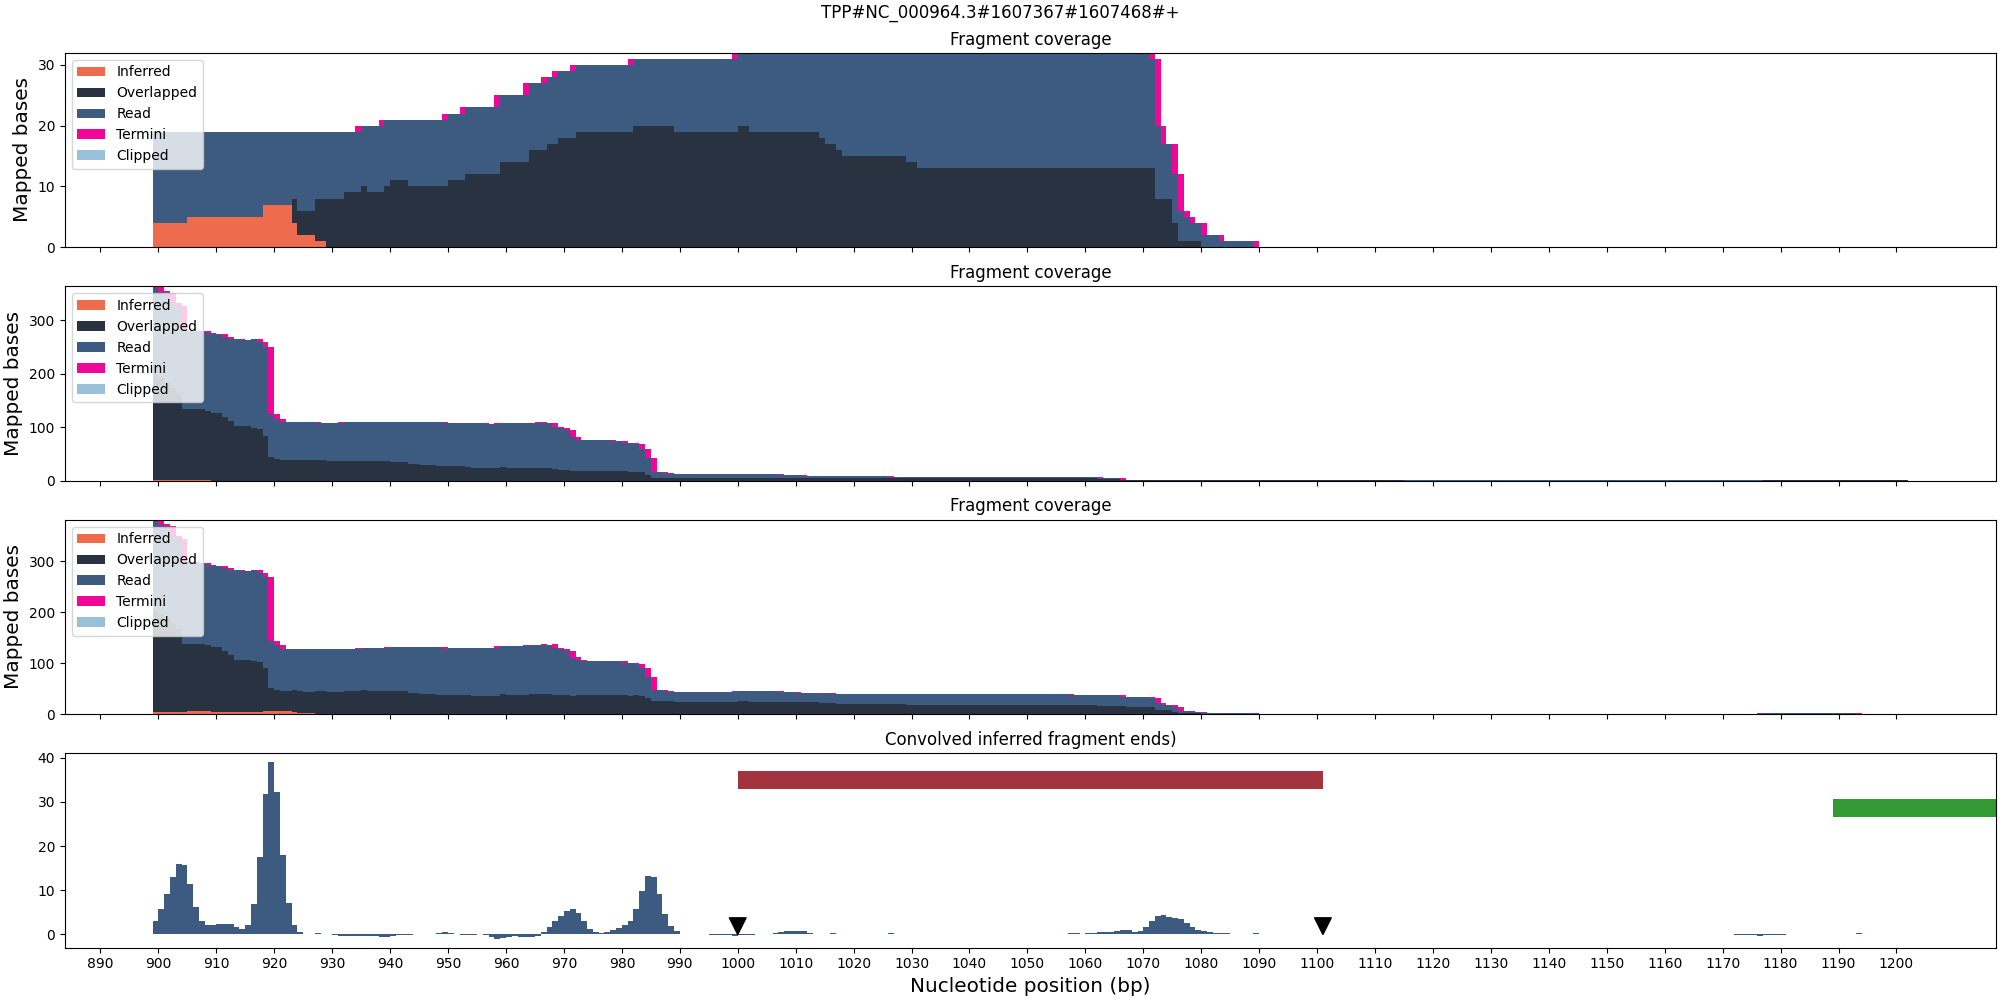 TPP#NC_000964.3#1607367#1607468#+
Fragment coverage
Mapped bases
30
20
10
0
Inferred
Overlapped
Read
Termini
Clipped
Fragment coverage
Mapped bases
300
200
100
0
Inferred
Overlapped
Read
Termini
Clipped
Fragment coverage
Mapped bases
300
200
100
0
Inferred
Overlapped
Read
Termini
Clipped
Convolved inferred fragment ends)
40
30
20
10
0
890 900 910 920 930 940 950 960 970 980 990 1000 1010 1020 1030 1040 1050 1060 1070 1080 1090 1100 1110 1120 1130 1140 1150 1160 1170 1180 1190 1200
Nucleotide position (bp)